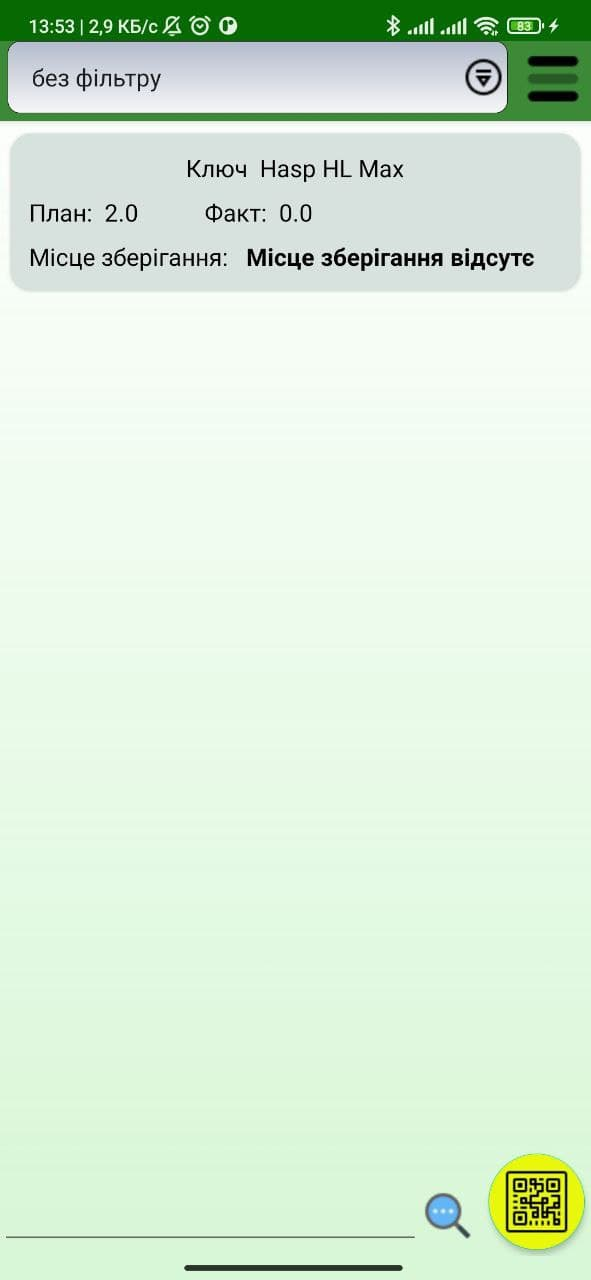 13:53 | 2,9 КБ/с 83
без фільтру
Ключ Hasp HL Max
План: 2.0 Факт: 0.0
Місце зберігання: Місце зберігання відсутє